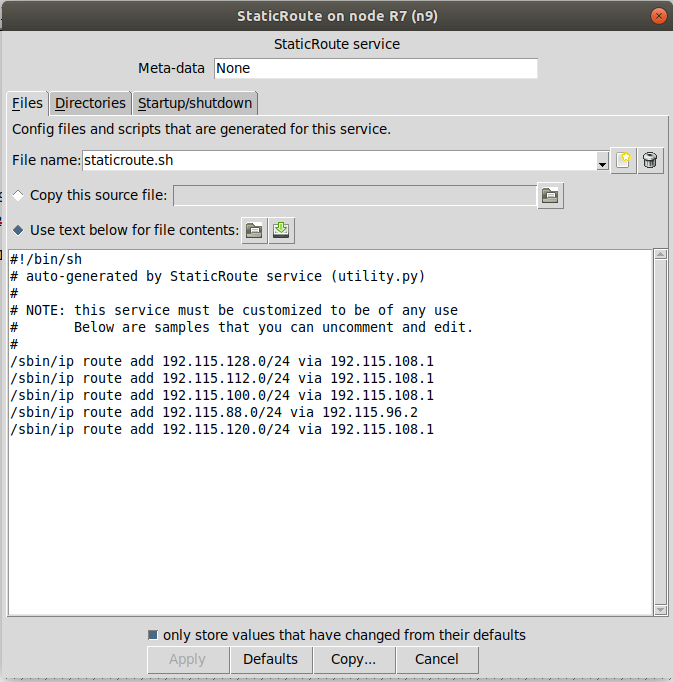 StaticRoute on node R7 (n9)
StaticRoute service
Meta-data None
Files Directories Startup/shutdown
Config files and scripts that are generated for this service.
File name: staticroute.sh
Copy this source file:
Use text below for file contents:
#!/bin/sh
# auto-generated by StaticRoute service (utility.py)
#
# NOTE: this service must be customized to be of any use
#       Below are samples that you can uncomment and edit.
#
/sbin/ip route add 192.115.128.0/24 via 192.115.108.1
/sbin/ip route add 192.115.112.0/24 via 192.115.108.1
/sbin/ip route add 192.115.100.0/24 via 192.115.108.1
/sbin/ip route add 192.115.88.0/24 via 192.115.96.2
/sbin/ip route add 192.115.120.0/24 via 192.115.108.1
only store values that have changed from their defaults
Apply Defaults Copy... Cancel